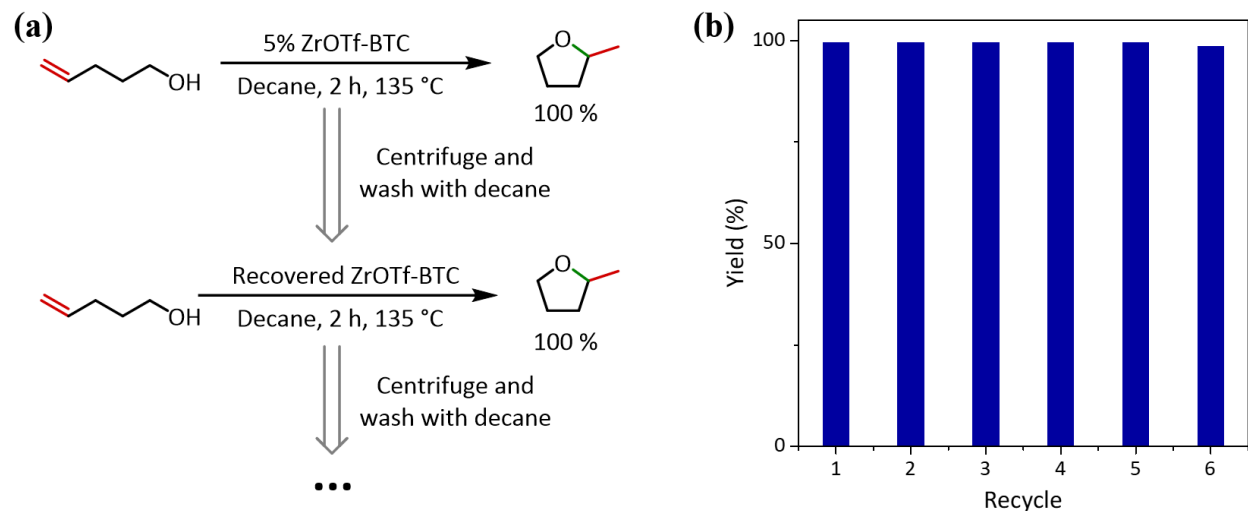 (a)
5% ZrOTf-BTC
OH
Decane, 2 h, 135 °C
O
100 %
Centrifuge and
wash with decane
Recovered ZrOTf-BTC
OH
Decane, 2 h, 135 °C
O
100 %
Centrifuge and
wash with decane
...
(b)
100
50
0
Yield (%)
1 2 3 4 5 6
Recycle